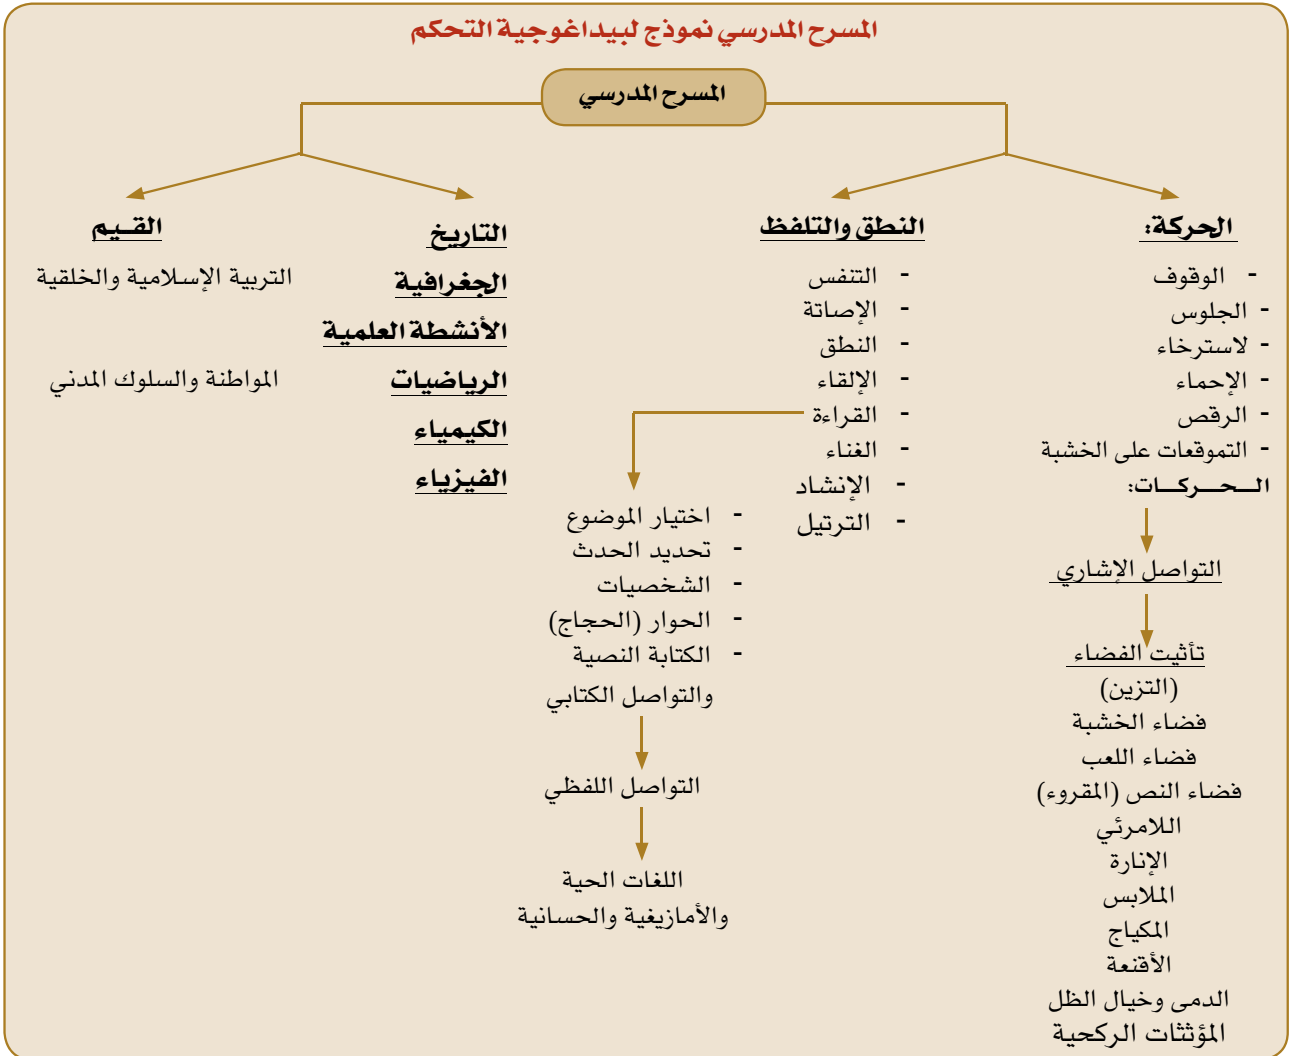 المسرح المدرسي نموذج لبيداغوجية التحكم
المسرح المدرسي
الحركة:
- الوقوف
- الجلوس
- لاسترخاء
- الإحماء
- الرقص
- التموقعات على الخشبة
الــحــركــات:
التواصل الإشاري
تأثيت الفضاء
(التزين)
فضاء الخشبة
فضاء اللعب
فضاء النص (المقروء)
اللامرئي
الإنارة
الملابس
المكياج
الأقنعة
الدمى وخيال الظل
المؤثثات الركحية
النطق والتلفظ
- التنفس
- الإصاتة
- النطق
- الإلقاء
- القراءة
- الغناء
- الإنشاد
- الترتيل
- اختيار الموضوع
- تحديد الحدث
- الشخصيات
- الحوار (الحجاج)
- الكتابة النصية
والتواصل الكتابي
التواصل اللفظي
اللغات الحية
والأمازيغية والحسانية
التاريخ
الجغرافية
الأنشطة العلمية
الرياضيات
الكيمياء
الفيزياء
القــيم
التربية الإسلامية والخلقية
المواطنة والسلوك المدني